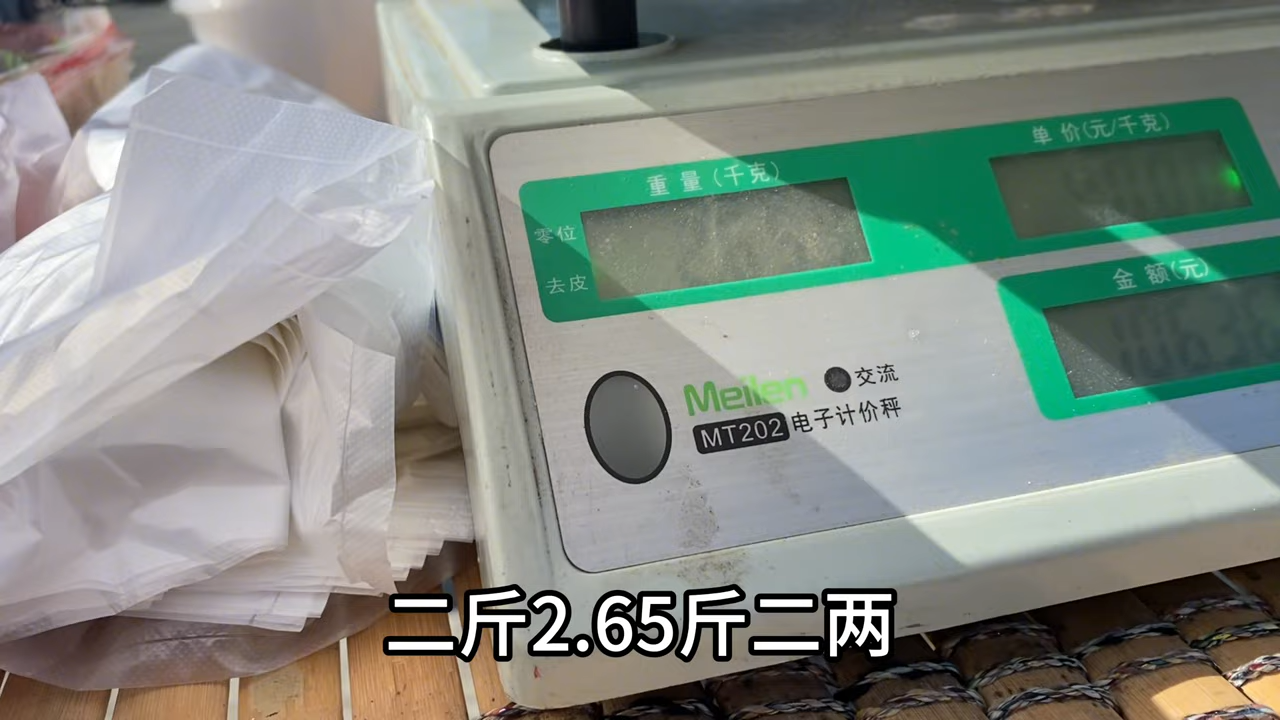 重量(千克)
单价(元/千克)
零位
去皮
金额(元)
Meilen
交流
MT202
电子计价秤
二斤2.65斤二两